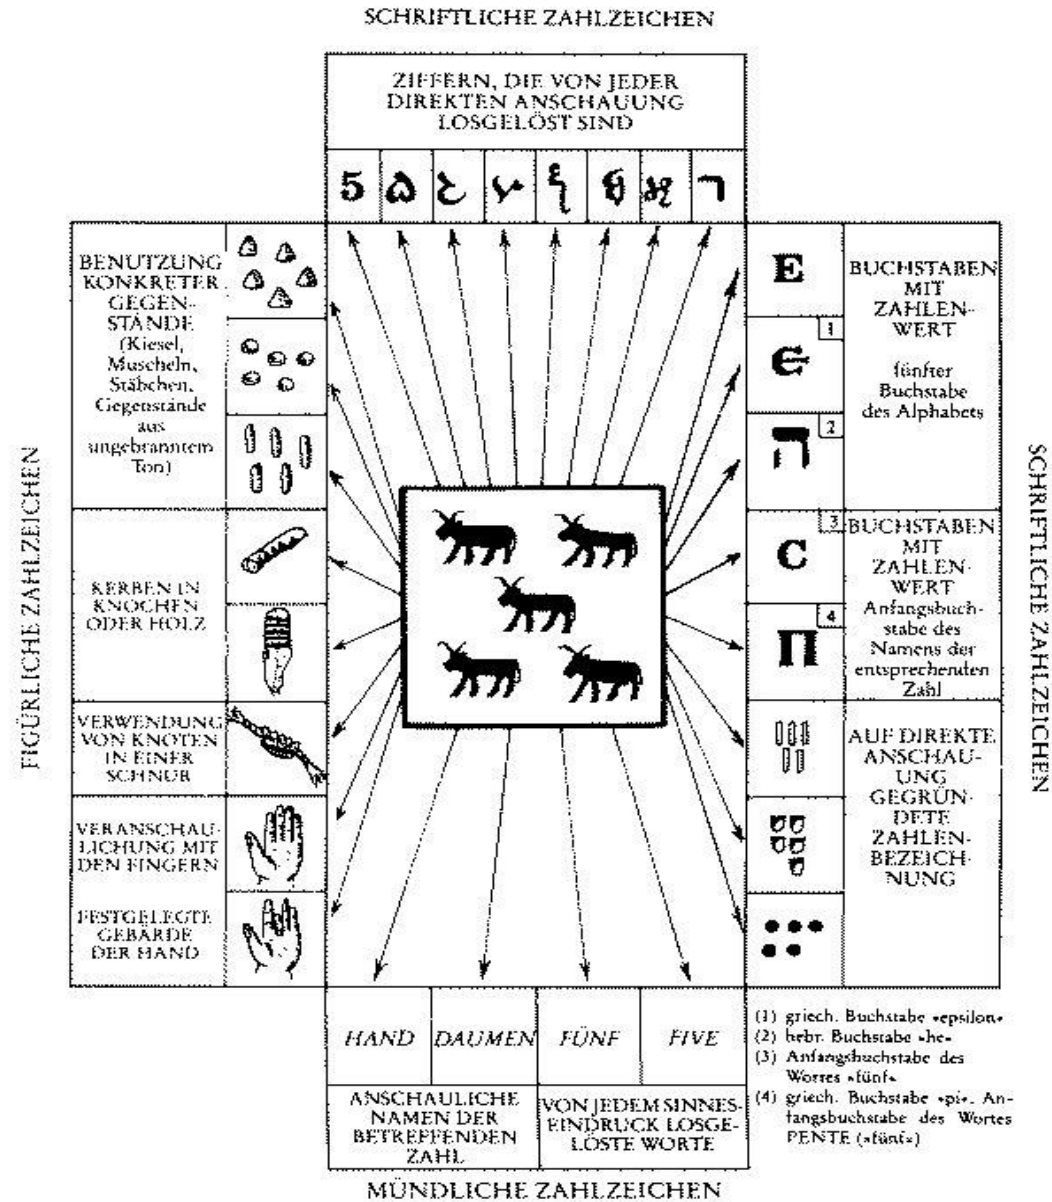 SCHRIFTLICHE ZAHLZEICHEN
ZIFFERN, DIE VON JEDER
DIREKTEN ANSCHAUUNG
LOSGELÖST SIND
5
FIGÜRLICHE ZAHLZEICHEN
BENUTZUNG
KONKRETER
GEGEN-
STÄNDE
(Kiesel,
Muscheln,
Stäbchen,
Gegenstände
aus
ungebranntem
Ton)
KERBEN IN
KNOCHEN
ODER HOLZ
VERWENDUNG
VON KNOTEN
IN EINER
SCHNUR
VERANSCHAU-
LICHUNG MIT
DEN FINGERN
FESTGELEGTE
GEBÄRDE
DER HAND
E
1
є
2
ה
3
C
4
Π
BUCHSTABEN
MIT
ZAHLEN-
WERT
fünfter
Buchstabe
des Alphabets
BUCHSTABEN
MIT
ZAHLEN-
WERT
Anfangsbuch-
stabe des
Namens der
entsprechenden
Zahl
AUF DIREKTE
ANSCHAU-
UNG
GEGRÜN-
DETE
ZAHLEN-
BEZEICH-
NUNG
SCHRIFTLICHE ZAHLZEICHEN
HAND DAUMEN FÜNF FIVE
ANSCHAULICHE
NAMEN DER
BETREFFENDEN
ZAHL
VON JEDEM SINNES-
EINDRUCK LOSGE-
LÖSTE WORTE
MÜNDLICHE ZAHLZEICHEN
(1) griech. Buchstabe »epsilon«
(2) hebr. Buchstabe »he«
(3) Anfangsbuchstabe des
Wortes »fünf«
(4) griech. Buchstabe »pi«. An-
fangsbuchstabe des Wortes
PENTE (»fünf«)